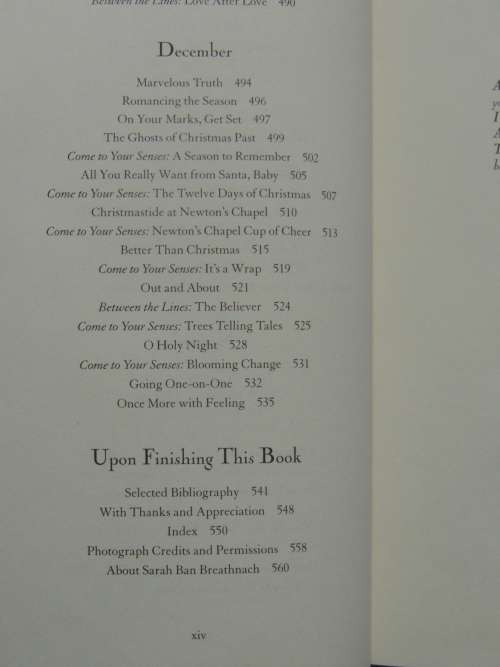 Between the Lines: Love After Love 490
December
Marvelous Truth 494
Romancing the Season 496
On Your Marks, Get Set 497
The Ghosts of Christmas Past 499
Come to Your Senses: A Season to Remember 502
All You Really Want from Santa, Baby 505
Come to Your Senses: The Twelve Days of Christmas 507
Christmastide at Newton's Chapel 510
Come to Your Senses: Newton's Chapel Cup of Cheer 513
Better Than Christmas 515
Come to Your Senses: It's a Wrap 519
Out and About 521
Between the Lines: The Believer 524
Come to Your Senses: Trees Telling Tales 525
O Holy Night 528
Come to Your Senses: Blooming Change 531
Going One-on-One 532
Once More with Feeling 535
Upon Finishing This Book
Selected Bibliography 541
With Thanks and Appreciation 548
Index 550
Photograph Credits and Permissions 558
About Sarah Ban Breathnach 560
xiv